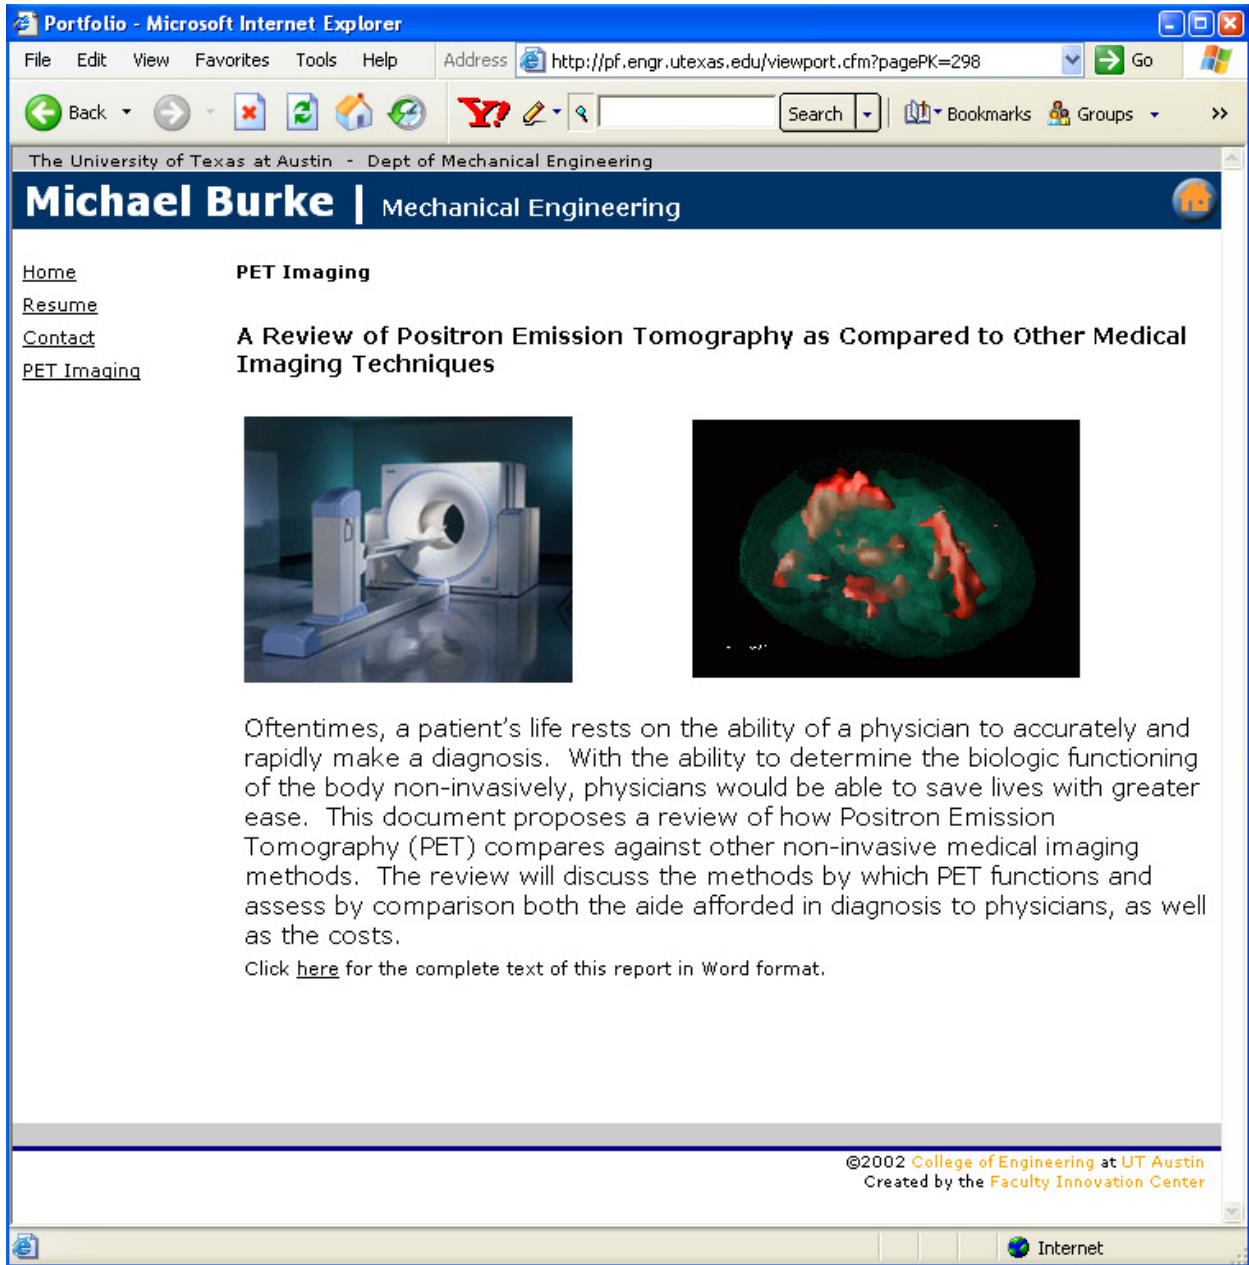 Portfolio - Microsoft Internet Explorer
File Edit View Favorites Tools Help Address http://pf.engr.utexas.edu/viewport.cfm?pagePK=298 Go
Back Y! Search Bookmarks Groups »
The University of Texas at Austin - Dept of Mechanical Engineering
Michael Burke | Mechanical Engineering
Home
Resume
Contact
PET Imaging
PET Imaging
A Review of Positron Emission Tomography as Compared to Other Medical
Imaging Techniques
Oftentimes, a patient's life rests on the ability of a physician to accurately and
rapidly make a diagnosis.  With the ability to determine the biologic functioning
of the body non-invasively, physicians would be able to save lives with greater
ease.  This document proposes a review of how Positron Emission
Tomography (PET) compares against other non-invasive medical imaging
methods.  The review will discuss the methods by which PET functions and
assess by comparison both the aide afforded in diagnosis to physicians, as well
as the costs.
Click here for the complete text of this report in Word format.
©2002 College of Engineering at UT Austin
Created by the Faculty Innovation Center
Internet